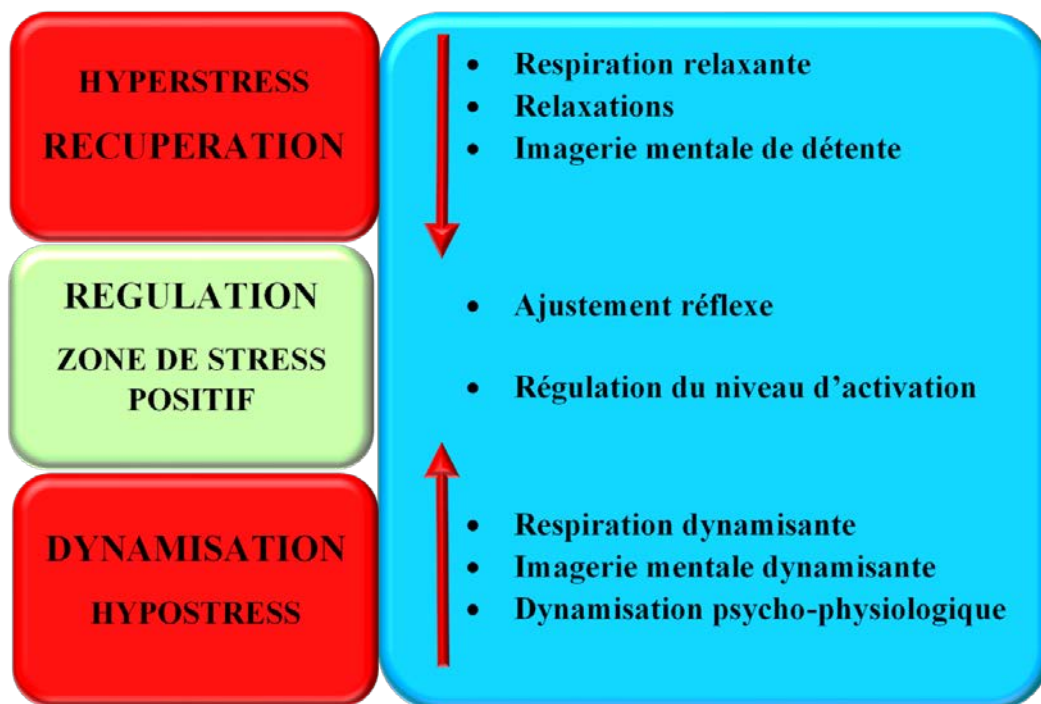 HYPERSTRESS
RECUPERATION
• Respiration relaxante
• Relaxations
• Imagerie mentale de détente
REGULATION
ZONE DE STRESS
POSITIF
• Ajustement réflexe
• Régulation du niveau d’activation
DYNAMISATION
HYPOSTRESS
• Respiration dynamisante
• Imagerie mentale dynamisante
• Dynamisation psycho-physiologique